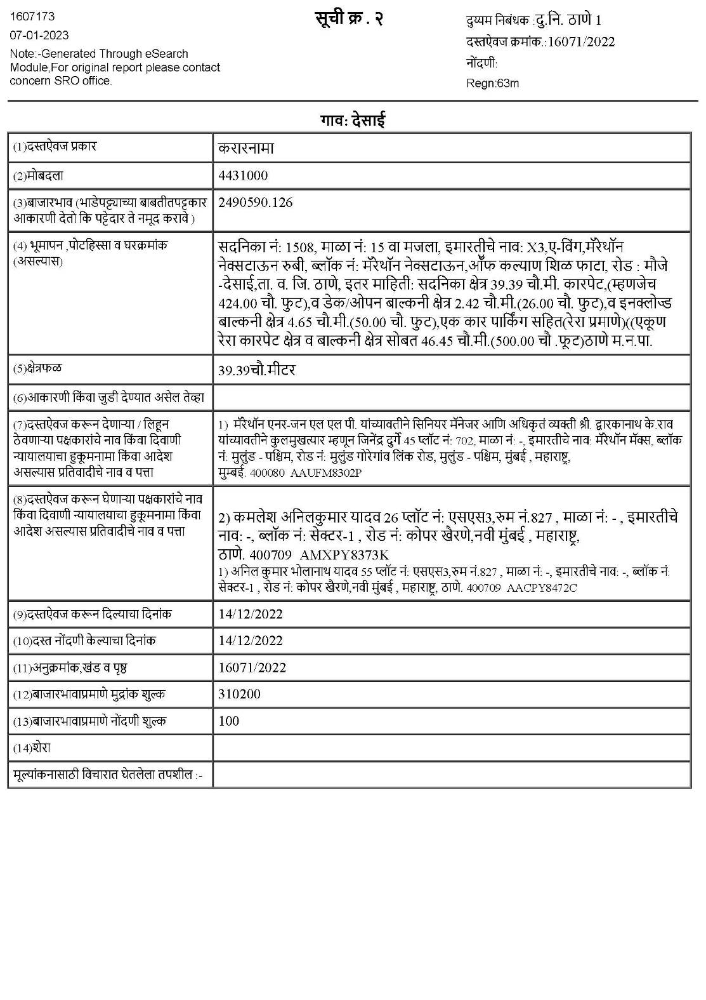 1607173
07-01-2023
Note:-Generated Through eSearch
Module,For original report please contact
concern SRO office.
सूची क्र . २
दुय्यम निबंधक :दु.नि. ठाणे 1
दस्तऐवज क्रमांक.:16071/2022
नोंदणी:
Regn:63m
गाव: देसाई
(1)दस्तऐवज प्रकार
करारनामा
(2)मोबदला
4431000
(3)बाजारभाव (भाडेपट्ट्याच्या बाबतीतपट्टकार
आकारणी देतो कि पट्टेदार ते नमूद करावे )
2490590.126
(4) भूमापन ,पोटहिस्सा व घरक्रमांक
(असल्यास)
सदनिका नं: 1508, माळा नं: 15 वा मजला, इमारतीचे नाव: X3,ए-विंग,मॅरेथॉन
नेक्सटाऊन रुबी, ब्लॉक नं: मॅरेथॉन नेक्सटाऊन,ऑफ कल्याण शिळ फाटा, रोड : मौजे
-देसाई,ता. व. जि. ठाणे, इतर माहिती: सदनिका क्षेत्र 39.39 चौ.मी. कारपेट,(म्हणजेच
424.00 चौ. फुट),व डेक/ओपन बाल्कनी क्षेत्र 2.42 चौ.मी.(26.00 चौ. फुट),व इनक्लोज्ड
बाल्कनी क्षेत्र 4.65 चौ.मी.(50.00 चौ. फुट),एक कार पार्किंग सहित(रेरा प्रमाणे)((एकूण
रेरा कारपेट क्षेत्र व बाल्कनी क्षेत्र सोबत 46.45 चौ.मी.(500.00 चौ .फूट)ठाणे म.न.पा.
(5)क्षेत्रफळ
39.39चौ.मीटर
(6)आकारणी किंवा जुडी देण्यात असेल तेव्हा
(7)दस्तऐवज करून देणाऱ्या / लिहून
ठेवणाऱ्या पक्षकारांचे नाव किंवा दिवाणी
न्यायालयाचा हुकूमनामा किंवा आदेश
असल्यास प्रतिवादीचे नाव व पत्ता
1) मॅरेथॉन एनर-जन एल एल पी. यांच्यावतीने सिनियर मॅनेजर आणि अधिकृतं व्यक्ती श्री. द्वारकानाथ के.राव
यांच्यावतीने कुलमुखत्यार म्हणून जिनेंद्र दुर्गे 45 प्लॉट नं: 702, माळा नं: -, इमारतीचे नाव: मॅरेथॉन मॅक्स, ब्लॉक
नं: मुलुंड - पश्चिम, रोड नं: मुलुंड गोरेगांव लिंक रोड, मुलुंड - पश्चिम, मुंबई , महाराष्ट्र,
मुम्बई. 400080 AAUFM8302P
(8)दस्तऐवज करून घेणाऱ्या पक्षकारांचे नाव
किंवा दिवाणी न्यायालयाचा हुकूमनामा किंवा
आदेश असल्यास प्रतिवादीचे नाव व पत्ता
2) कमलेश अनिलकुमार यादव 26 प्लॉट नं: एसएस3,रुम नं.827 , माळा नं: - , इमारतीचे
नाव: -, ब्लॉक नं: सेक्टर-1 , रोड नं: कोपर खैरणे,नवी मुंबई , महाराष्ट्र,
ठाणे. 400709 AMXPY8373K
1) अनिल कुमार भोलानाथ यादव 55 प्लॉट नं: एसएस3,रुम नं.827 , माळा नं: -, इमारतीचे नाव: -, ब्लॉक नं:
सेक्टर-1 , रोड नं: कोपर खैरणे,नवी मुंबई , महाराष्ट्र, ठाणे. 400709 AACPY8472C
(9)दस्तऐवज करून दिल्याचा दिनांक
14/12/2022
(10)दस्त नोंदणी केल्याचा दिनांक
14/12/2022
(11)अनुक्रमांक,खंड व पृष्ठ
16071/2022
(12)बाजारभावाप्रमाणे मुद्रांक शुल्क
310200
(13)बाजारभावाप्रमाणे नोंदणी शुल्क
100
(14)शेरा
मूल्यांकनासाठी विचारात घेतलेला तपशील :-